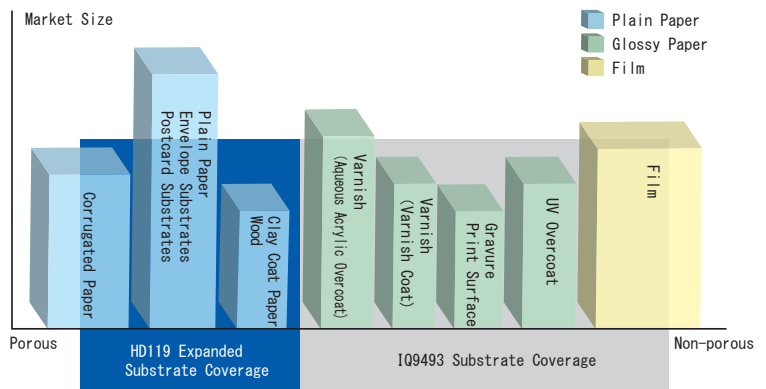 Market Size
Plain Paper
Glossy Paper
Film
Corrugated Paper
Plain Paper
Envelope Substrates
Postcard Substrates
Clay Coat Paper
Wood
Varnish
(Aqueous Acrylic Overcoat)
Varnish
(Varnish Coat)
Gravure
Print Surface
UV Overcoat
Film
Porous
Non-porous
HD119 Expanded
Substrate Coverage
IQ9493 Substrate Coverage